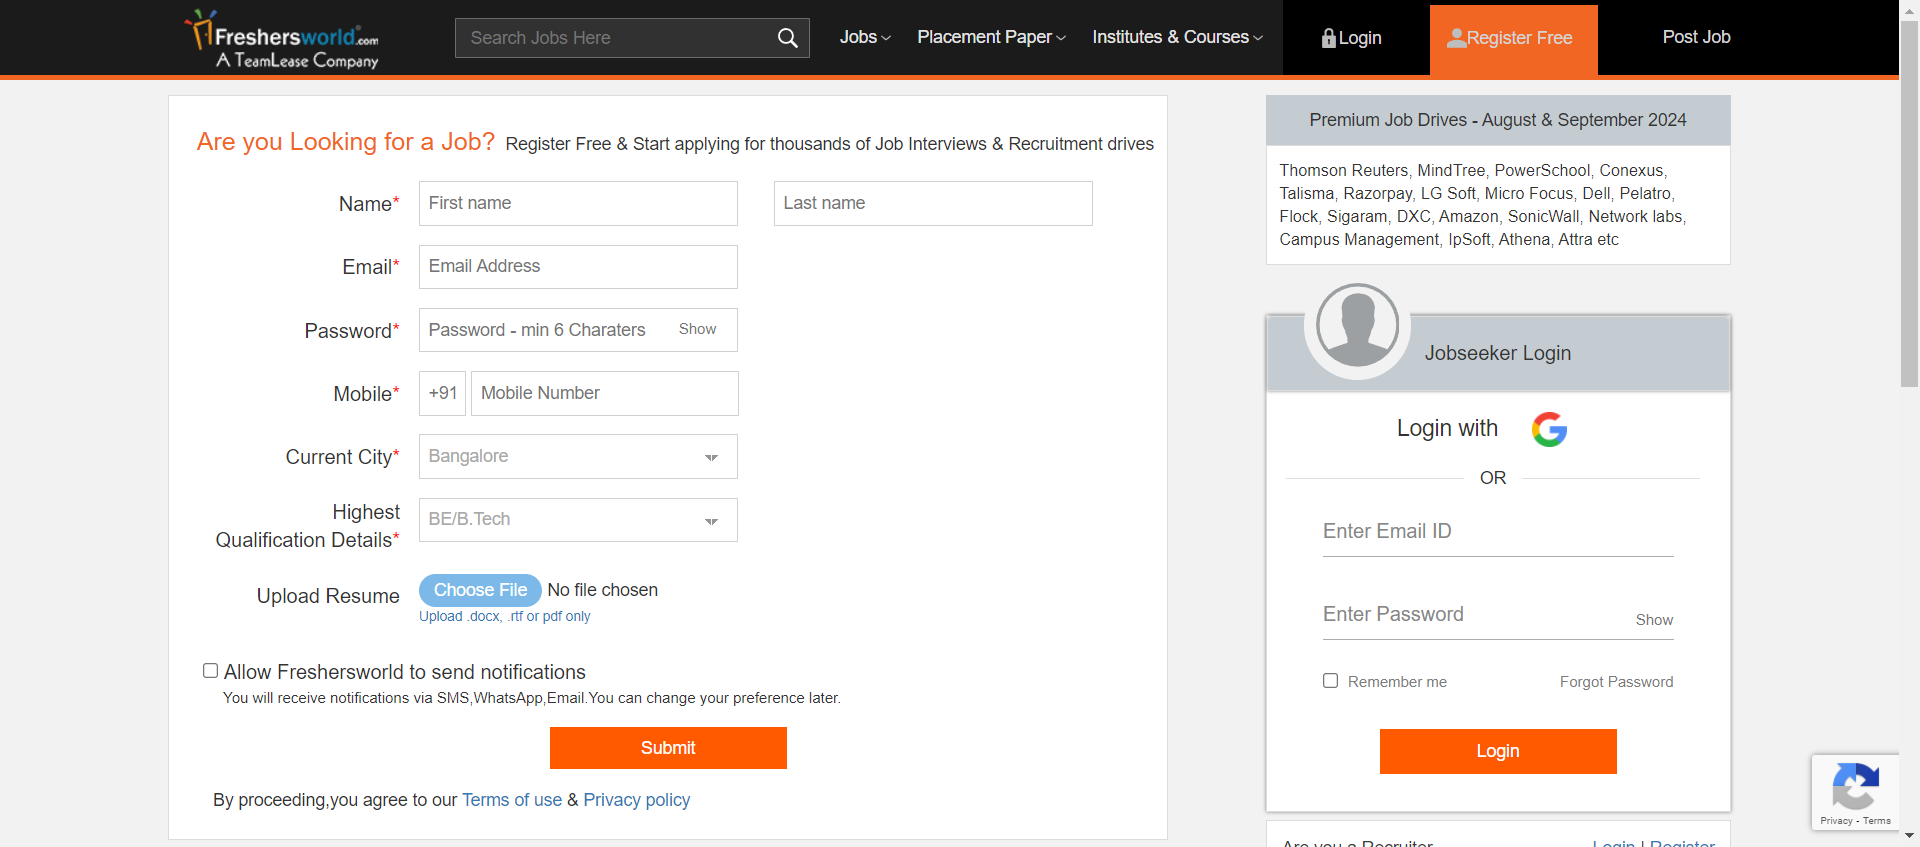 Freshersworld.com
A TeamLease Company
Search Jobs Here
Jobs
Placement Paper
Institutes & Courses
Login
Register Free
Post Job
Are you Looking for a Job? Register Free & Start applying for thousands of Job Interviews & Recruitment drives
Name* First name Last name
Email* Email Address
Password* Password - min 6 Charaters Show
Mobile* +91 Mobile Number
Current City* Bangalore
Highest
Qualification Details* BE/B.Tech
Upload Resume Choose File No file chosen
Upload .docx, .rtf or pdf only
Allow Freshersworld to send notifications
You will receive notifications via SMS,WhatsApp,Email.You can change your preference later.
Submit
By proceeding,you agree to our Terms of use & Privacy policy
Premium Job Drives - August & September 2024
Thomson Reuters, MindTree, PowerSchool, Conexus,
Talisma, Razorpay, LG Soft, Micro Focus, Dell, Pelatro,
Flock, Sigaram, DXC, Amazon, SonicWall, Network labs,
Campus Management, IpSoft, Athena, Attra etc
Jobseeker Login
Login with
OR
Enter Email ID
Enter Password Show
Remember me Forgot Password
Login
Privacy - Terms
Are you a Recruiter Login | Register